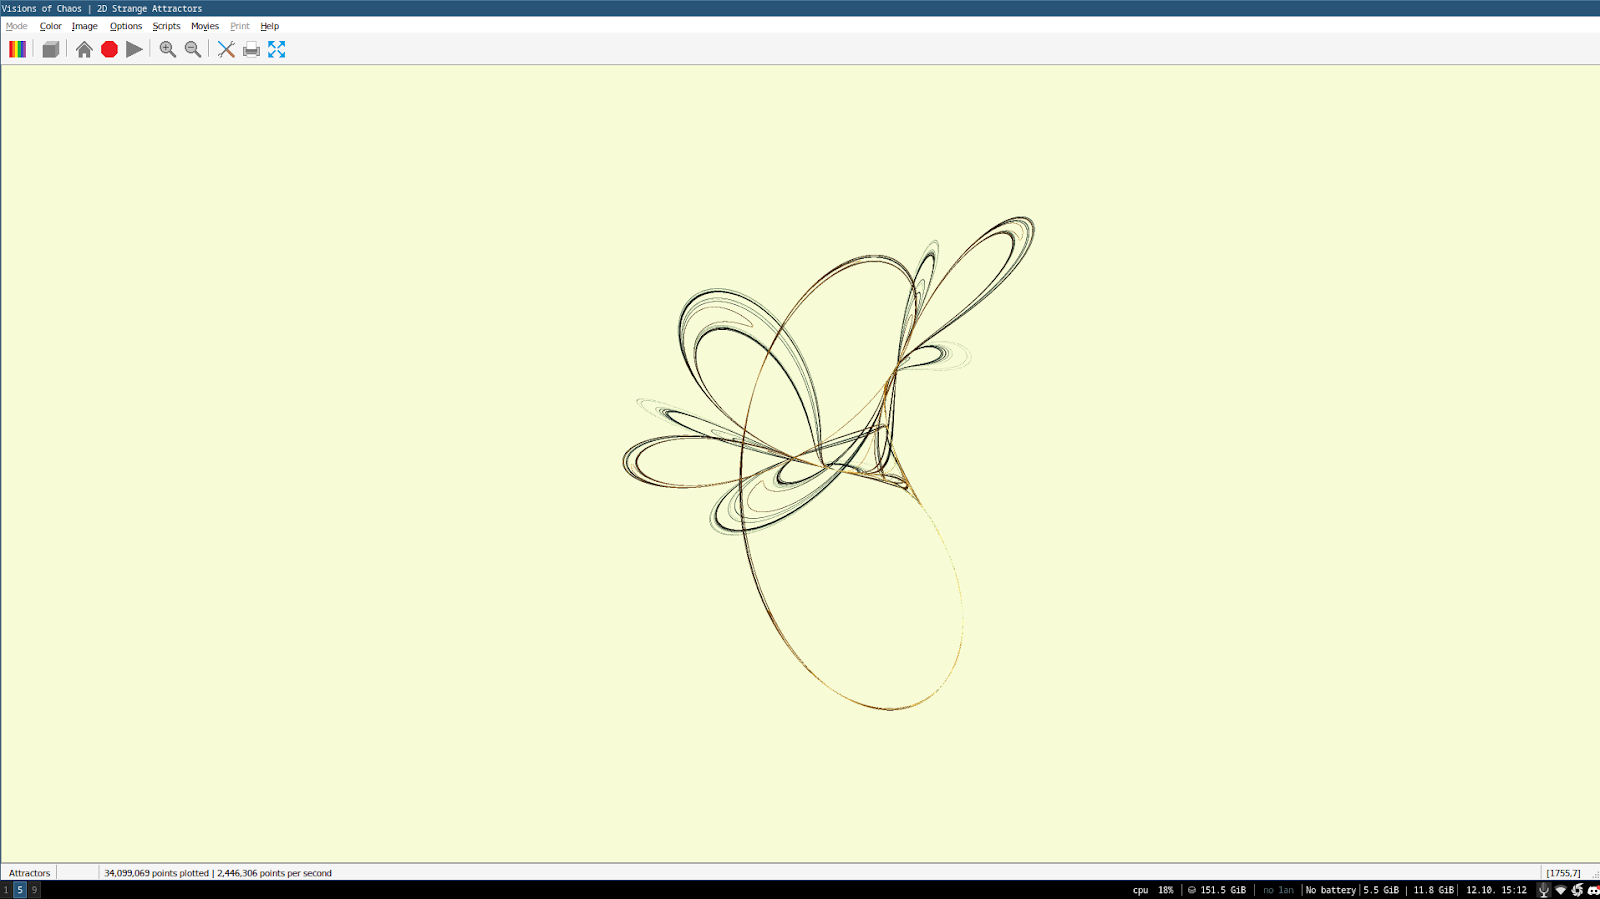 Visions of Chaos | 2D Strange Attractors
Mode Color Image Options Scripts Movies Print Help
Attractors 34,099,069 points plotted | 2,446,306 points per second [1755,7]
1 5 9 cpu 18% | 151.5 GiB | no lan | No battery | 5.5 GiB | 11.8 GiB | 12.10. 15:12